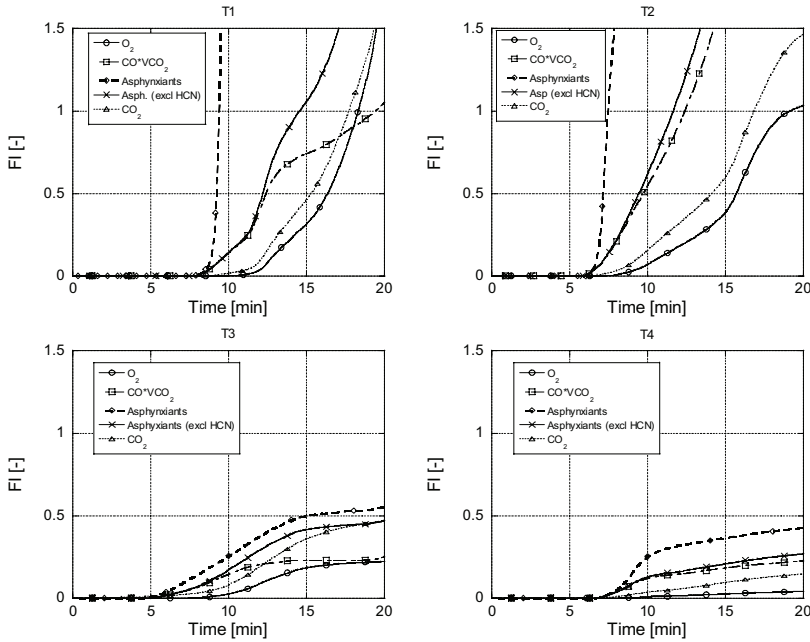 T1
1.5
1
0.5
0
FI [-]
O2
CO*VCO2
Asphynxiants
Asph. (excl HCN)
CO2
0 5 10 15 20
Time [min]
T2
1.5
1
0.5
0
FI [-]
O2
CO*VCO2
Asphynxiants
Asp (excl HCN)
CO2
0 5 10 15 20
Time [min]
T3
1.5
1
0.5
0
FI [-]
O2
CO*VCO2
Asphynxiants
Asphyxiants (excl HCN)
CO2
0 5 10 15 20
Time [min]
T4
1.5
1
0.5
0
FI [-]
O2
CO*VCO2
Asphynxiants
Asphyxiants (excl HCN)
CO2
0 5 10 15 20
Time [min]